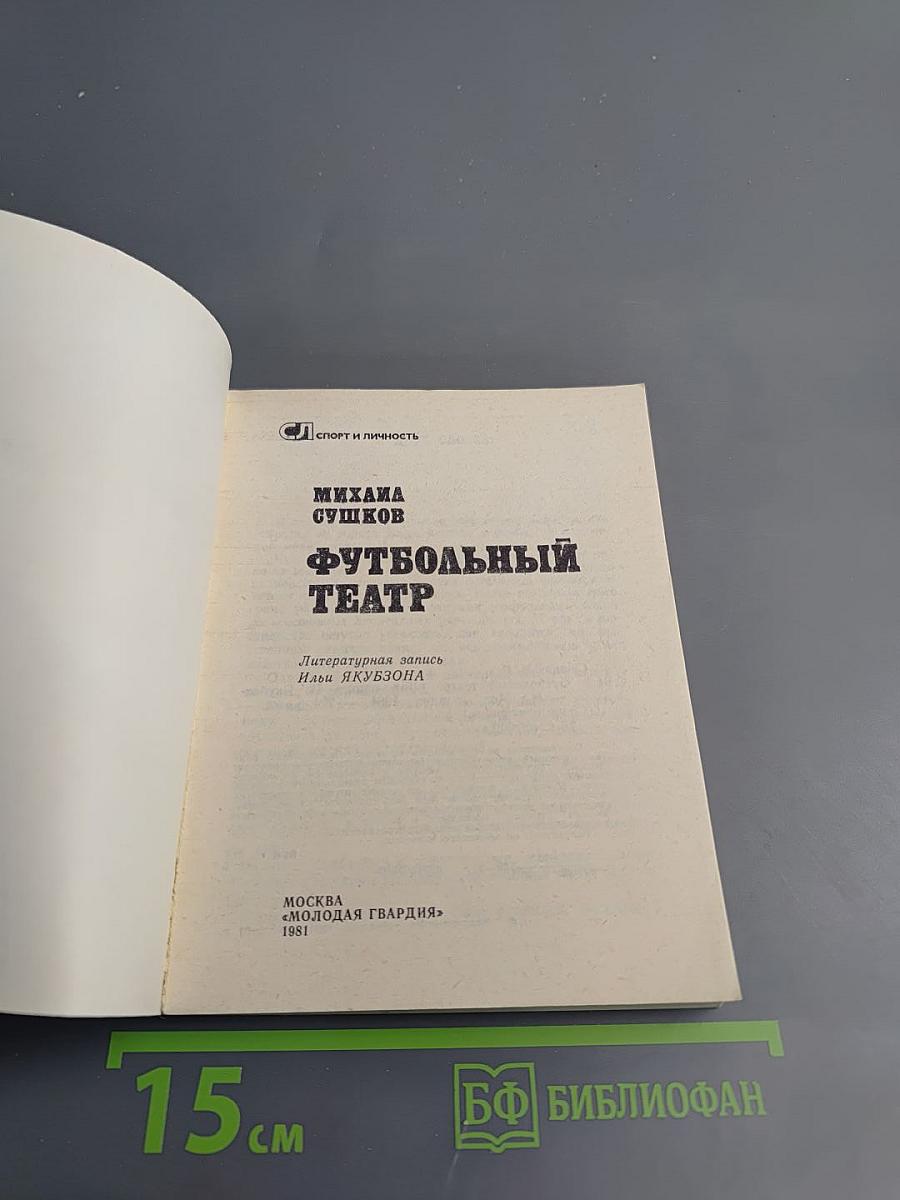 СЛ СПОРТ И ЛИЧНОСТЬ
МИХАИЛ
СУШКОВ
ФУТБОЛЬНЫЙ
ТЕАТР
Литературная запись
Ильи ЯКУБЗОНА
МОСКВА
«МОЛОДАЯ ГВАРДИЯ»
1981
15 см
БФ БИБЛИОФАН